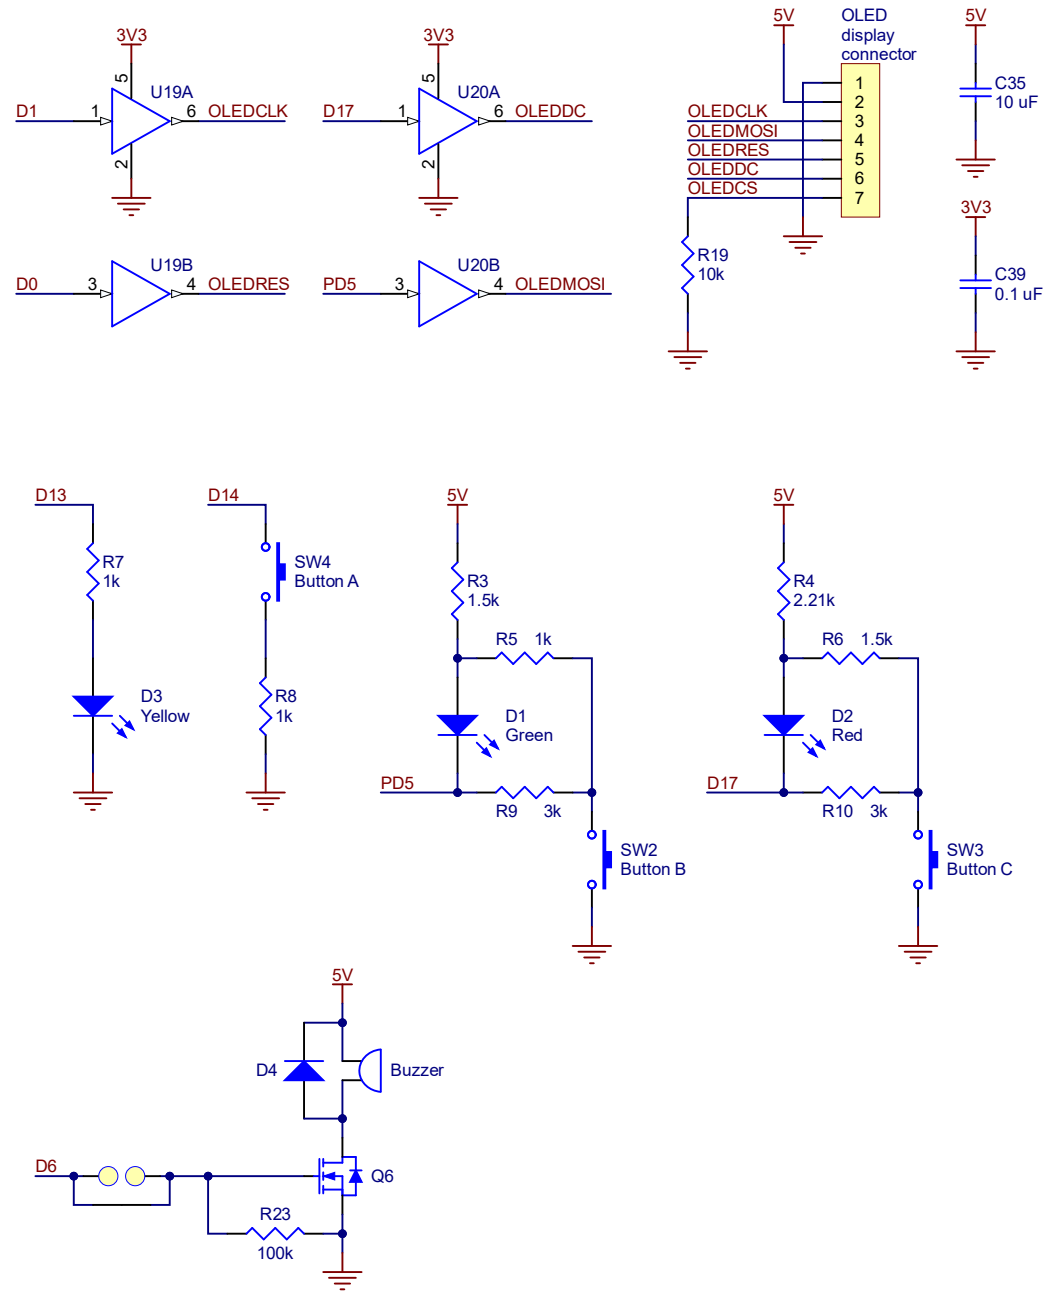 3V3
5
U19A
D1
1
6
OLEDCLK
2
3V3
5
U20A
D17
1
6
OLEDDC
2
U19B
D0
3
4
OLEDRES
U20B
PD5
3
4
OLEDMOSI
5V
OLED
display
connector
1
2
OLEDCLK
3
OLEDMOSI
4
OLEDRES
5
OLEDDC
6
OLEDCS
7
R19
10k
5V
C35
10 uF
3V3
C39
0.1 uF
D13
R7
1k
D3
Yellow
D14
SW4
Button A
R8
1k
5V
R3
1.5k
R5 1k
D1
Green
PD5
R9 3k
SW2
Button B
5V
R4
2.21k
R6 1.5k
D2
Red
D17
R10 3k
SW3
Button C
5V
D4
Buzzer
D6
Q6
R23
100k